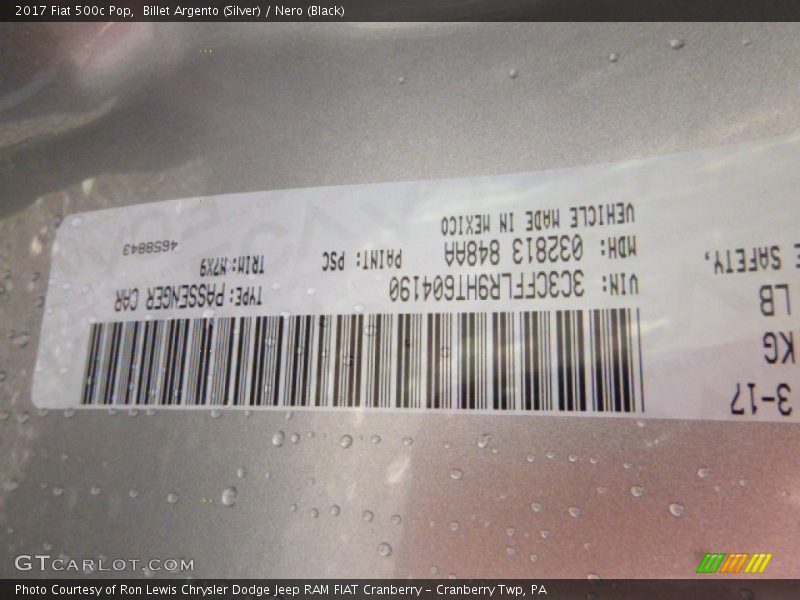 2017 Fiat 500c Pop,  Billet Argento (Silver) / Nero (Black)
3-17
KG
LB
E SAFETY,
VIN: 3C3CFFLR9HT604190 TYPE: PASSENGER CAR
MDH: 032813 848AA PAINT: PSC TRIM: N7X9
VEHICLE MADE IN MEXICO
4658843
GTCARLOT.COM
Photo Courtesy of Ron Lewis Chrysler Dodge Jeep RAM FIAT Cranberry – Cranberry Twp, PA